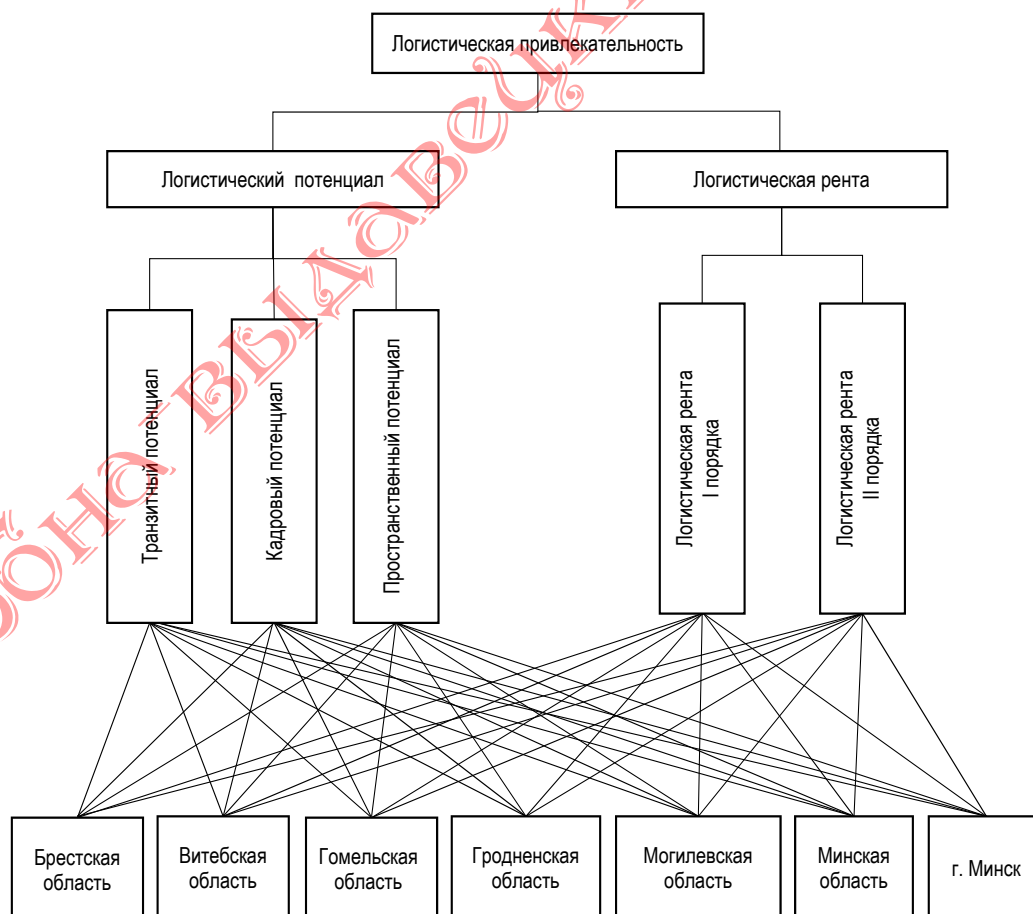 Логистическая привлекательность
Логистический потенциал
Логистическая рента
Транзитный потенциал
Кадровый потенциал
Пространственный потенциал
Логистическая рента
I порядка
Логистическая рента
II порядка
Брестская
область
Витебская
область
Гомельская
область
Гродненская
область
Могилевская
область
Минская
область
г. Минск